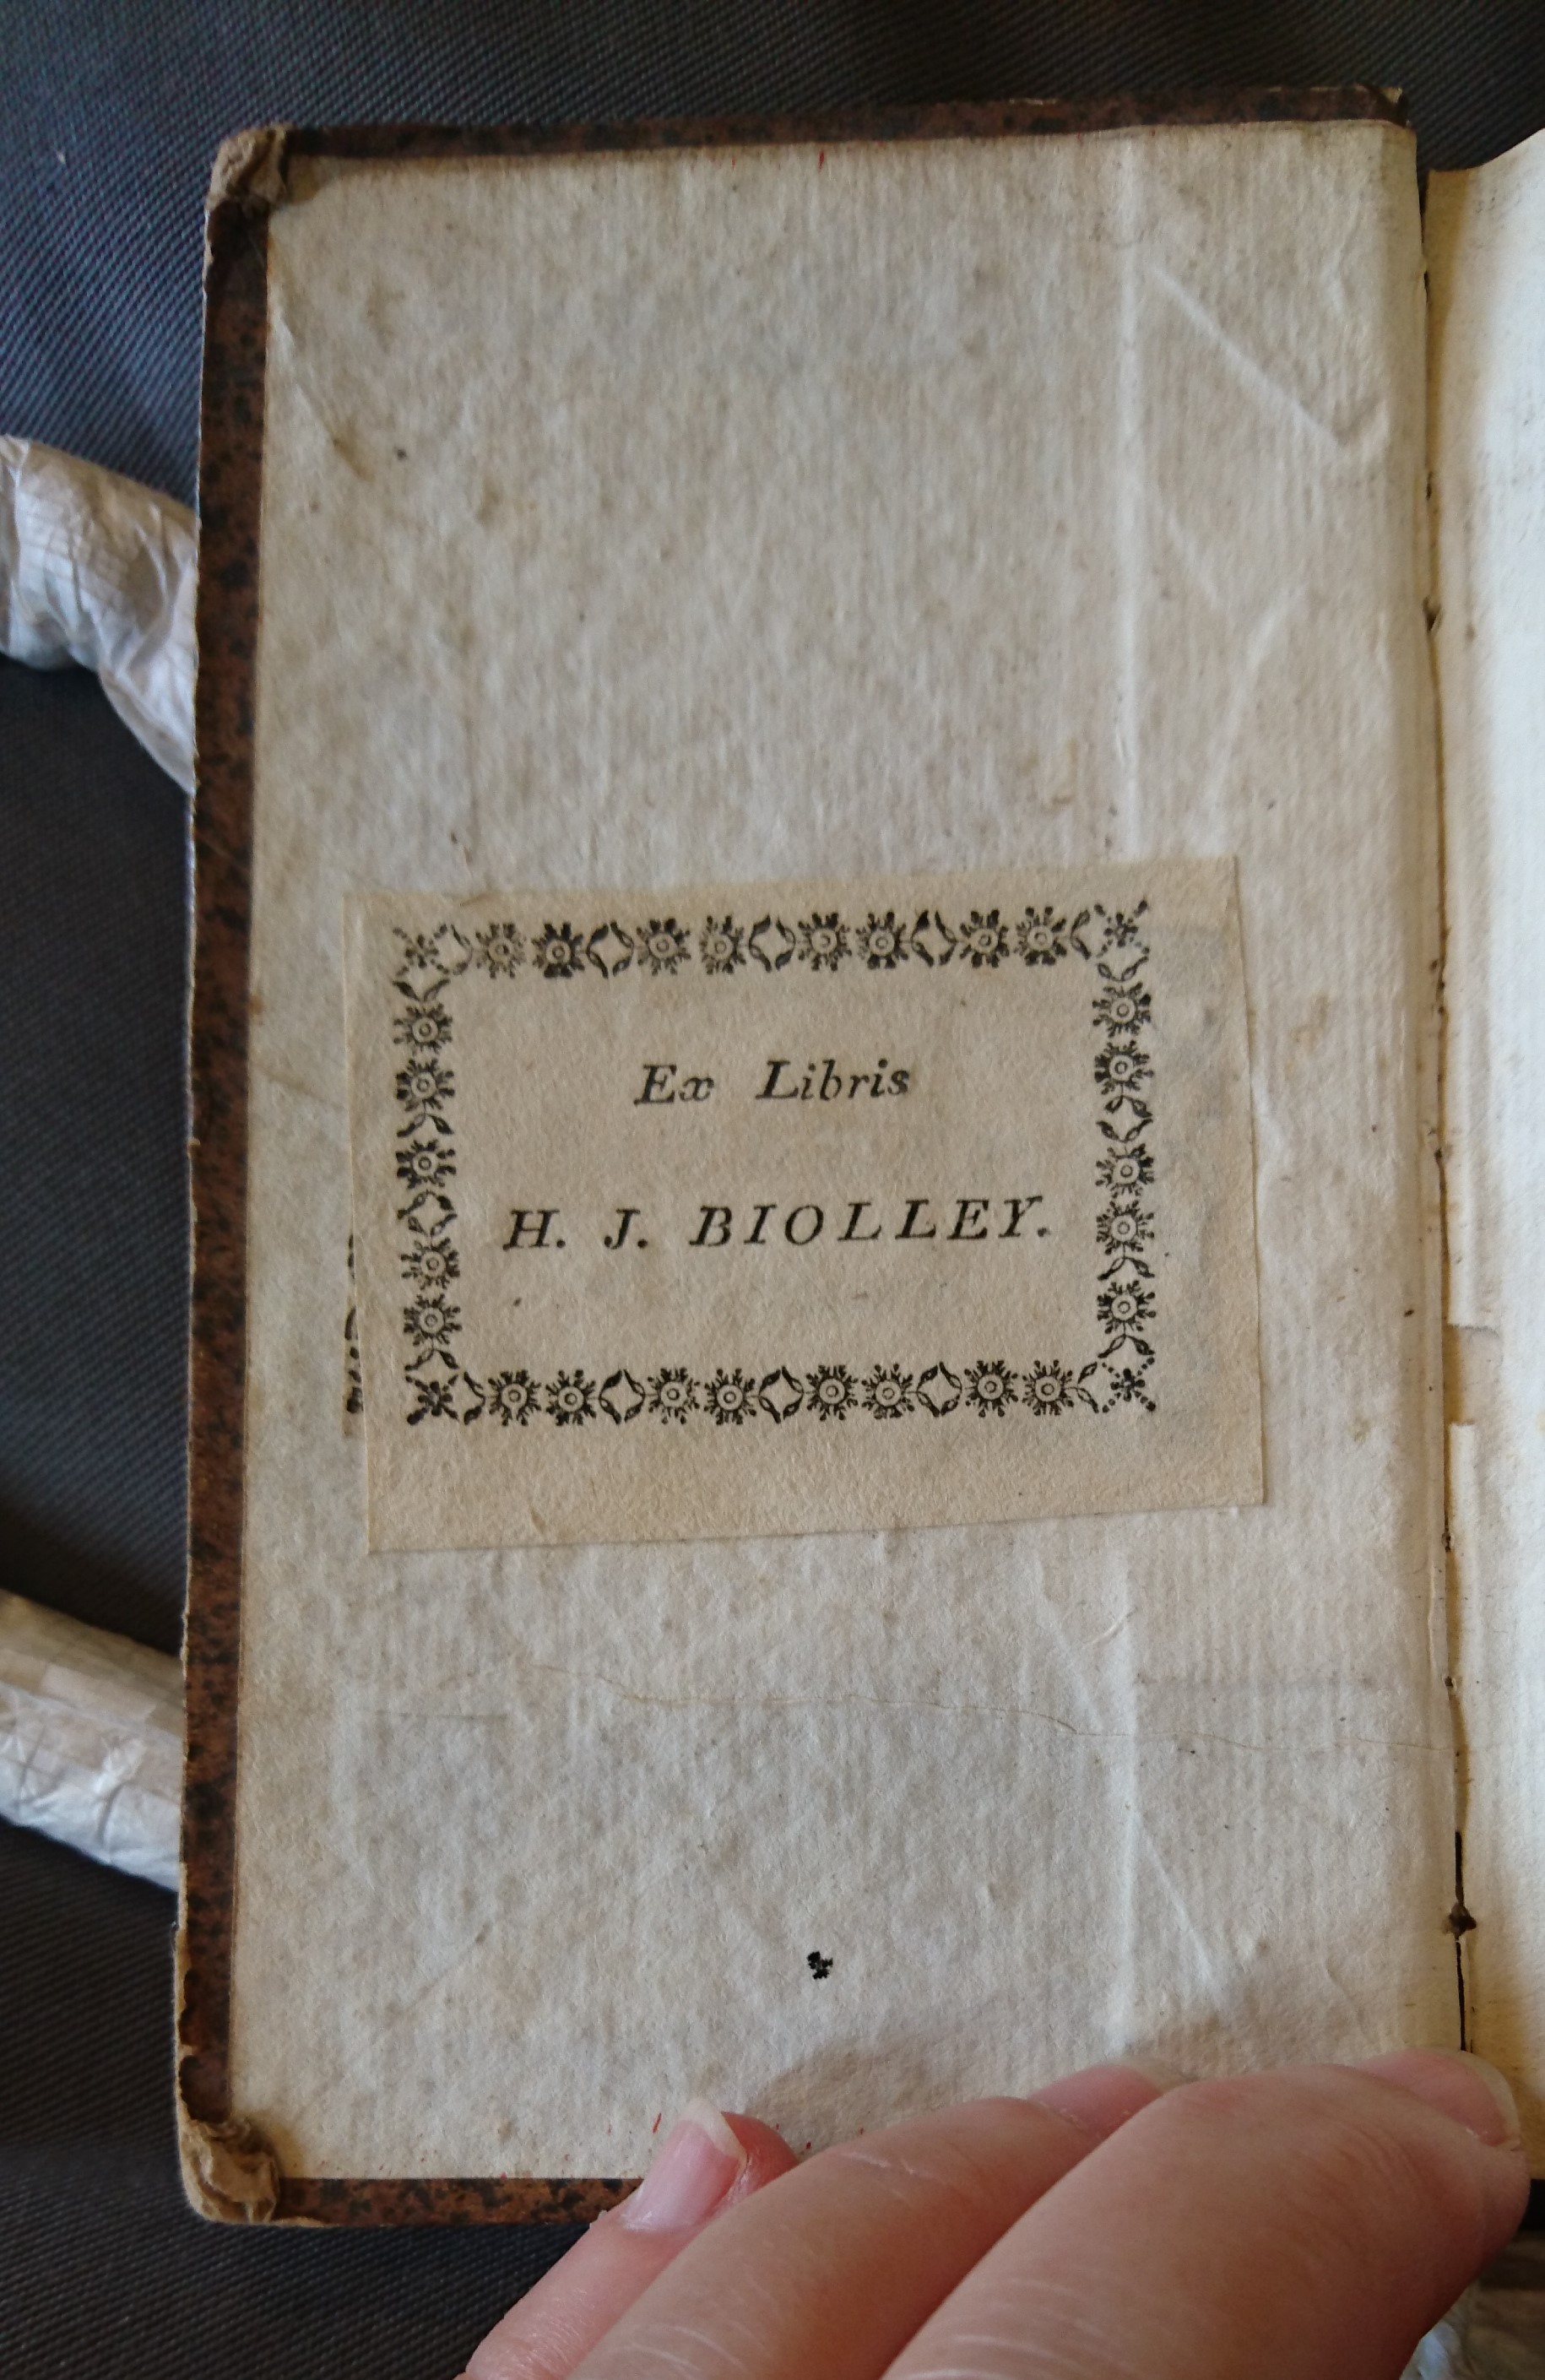 Ex Libris
H. J. BIOLLEY.